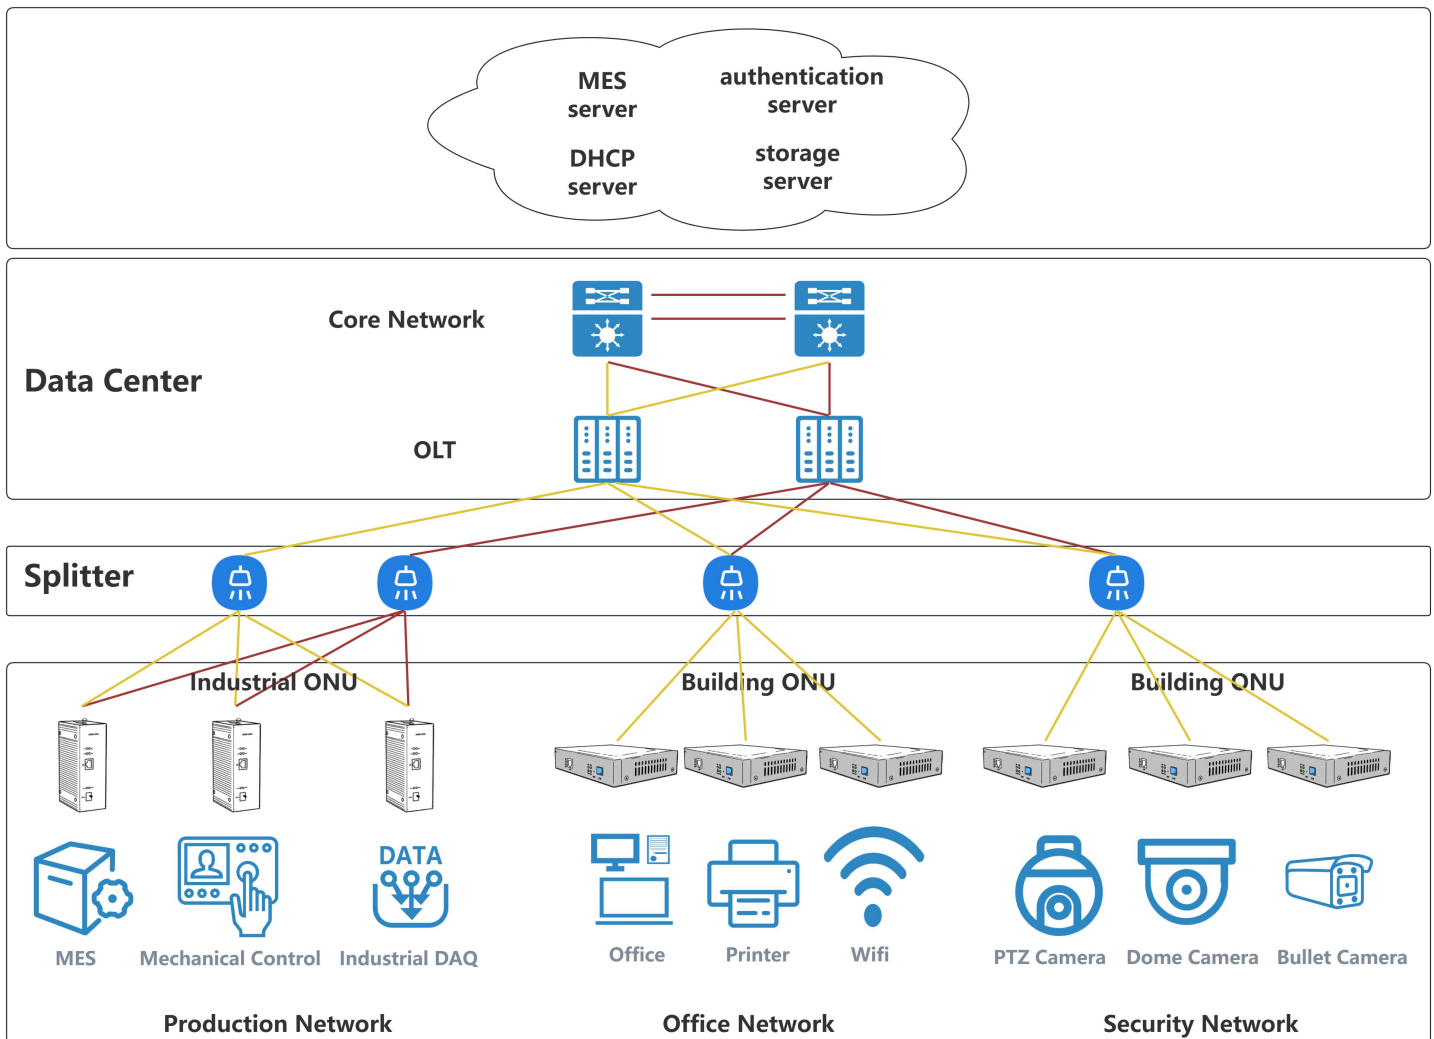 MES
server
authentication
server
DHCP
server
storage
server
Core Network
Data Center
OLT
Splitter
Industrial ONU
Building ONU
Building ONU
DATA
MES
Mechanical Control
Industrial DAQ
Office
Printer
Wifi
PTZ Camera
Dome Camera
Bullet Camera
Production Network
Office Network
Security Network